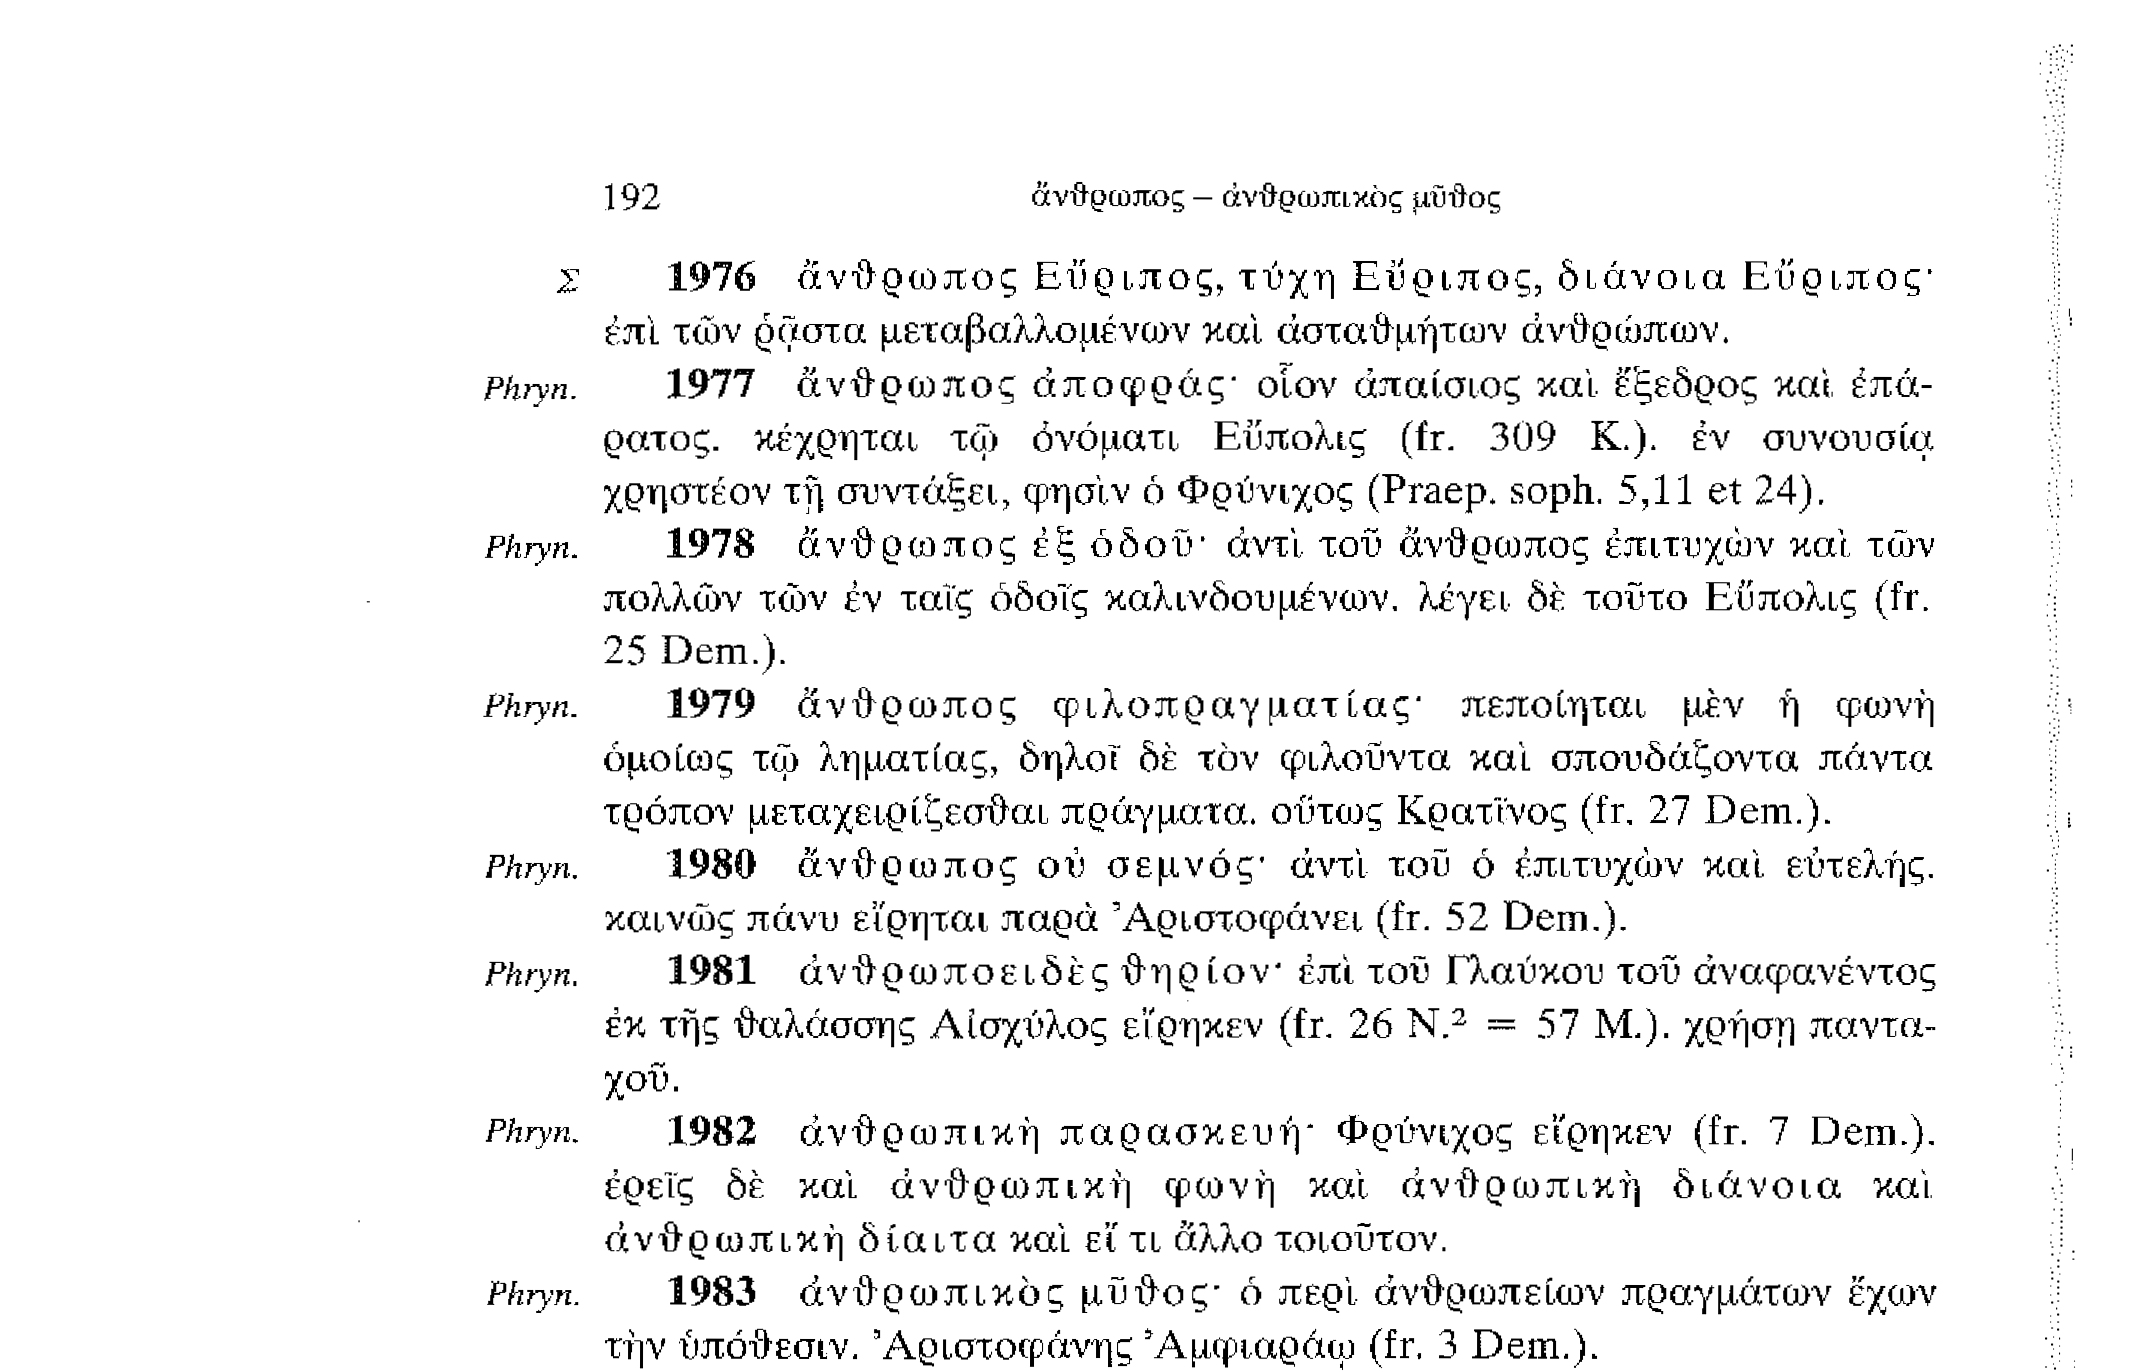 192 ἄνθρωπος – ἀνθρωπικὸς μῦθος
Σ 1976 ἄνθρωπος Εὔριπος, τύχη Εὔριπος, διάνοια Εὔριπος·
ἐπὶ τῶν ῥᾷστα μεταβαλλομένων καὶ ἀσταθμήτων ἀνθρώπων.
Phryn. 1977 ἄνθρωπος ἀποφράς· οἷον ἀπαίσιος καὶ ἔξεδρος καὶ ἐπά-
ρατος. κέχρηται τῷ ὀνόματι Εὔπολις (fr. 309 K.). ἐν συνουσίᾳ
χρηστέον τῇ συντάξει, φησὶν ὁ Φρύνιχος (Praep. soph. 5,11 et 24).
Phryn. 1978 ἄνθρωπος ἐξ ὁδοῦ· ἀντὶ τοῦ ἄνθρωπος ἐπιτυχὼν καὶ τῶν
πολλῶν τῶν ἐν ταῖς ὁδοῖς καλινδουμένων. λέγει δὲ τοῦτο Εὔπολις (fr.
25 Dem.).
Phryn. 1979 ἄνθρωπος φιλοπραγματίας· πεποίηται μὲν ἡ φωνὴ
ὁμοίως τῷ ληματίας, δηλοῖ δὲ τὸν φιλοῦντα καὶ σπουδάζοντα πάντα
τρόπον μεταχειρίζεσθαι πράγματα. οὕτως Κρατῖνος (fr. 27 Dem.).
Phryn. 1980 ἄνθρωπος οὐ σεμνός· ἀντὶ τοῦ ὁ ἐπιτυχὼν καὶ εὐτελής.
καινῶς πάνυ εἴρηται παρὰ Ἀριστοφάνει (fr. 52 Dem.).
Phryn. 1981 ἀνθρωποειδὲς θηρίον· ἐπὶ τοῦ Γλαύκου τοῦ ἀναφανέντος
ἐκ τῆς θαλάσσης Αἰσχύλος εἴρηκεν (fr. 26 N.² = 57 M.). χρήσῃ παντα-
χοῦ.
Phryn. 1982 ἀνθρωπικὴ παρασκευή· Φρύνιχος εἴρηκεν (fr. 7 Dem.).
ἐρεῖς δὲ καὶ ἀνθρωπικὴ φωνὴ καὶ ἀνθρωπικὴ διάνοια καὶ
ἀνθρωπικὴ δίαιτα καὶ εἴ τι ἄλλο τοιοῦτον.
Phryn. 1983 ἀνθρωπικὸς μῦθος· ὁ περὶ ἀνθρωπείων πραγμάτων ἔχων
τὴν ὑπόθεσιν. Ἀριστοφάνης Ἀμφιαράῳ (fr. 3 Dem.).